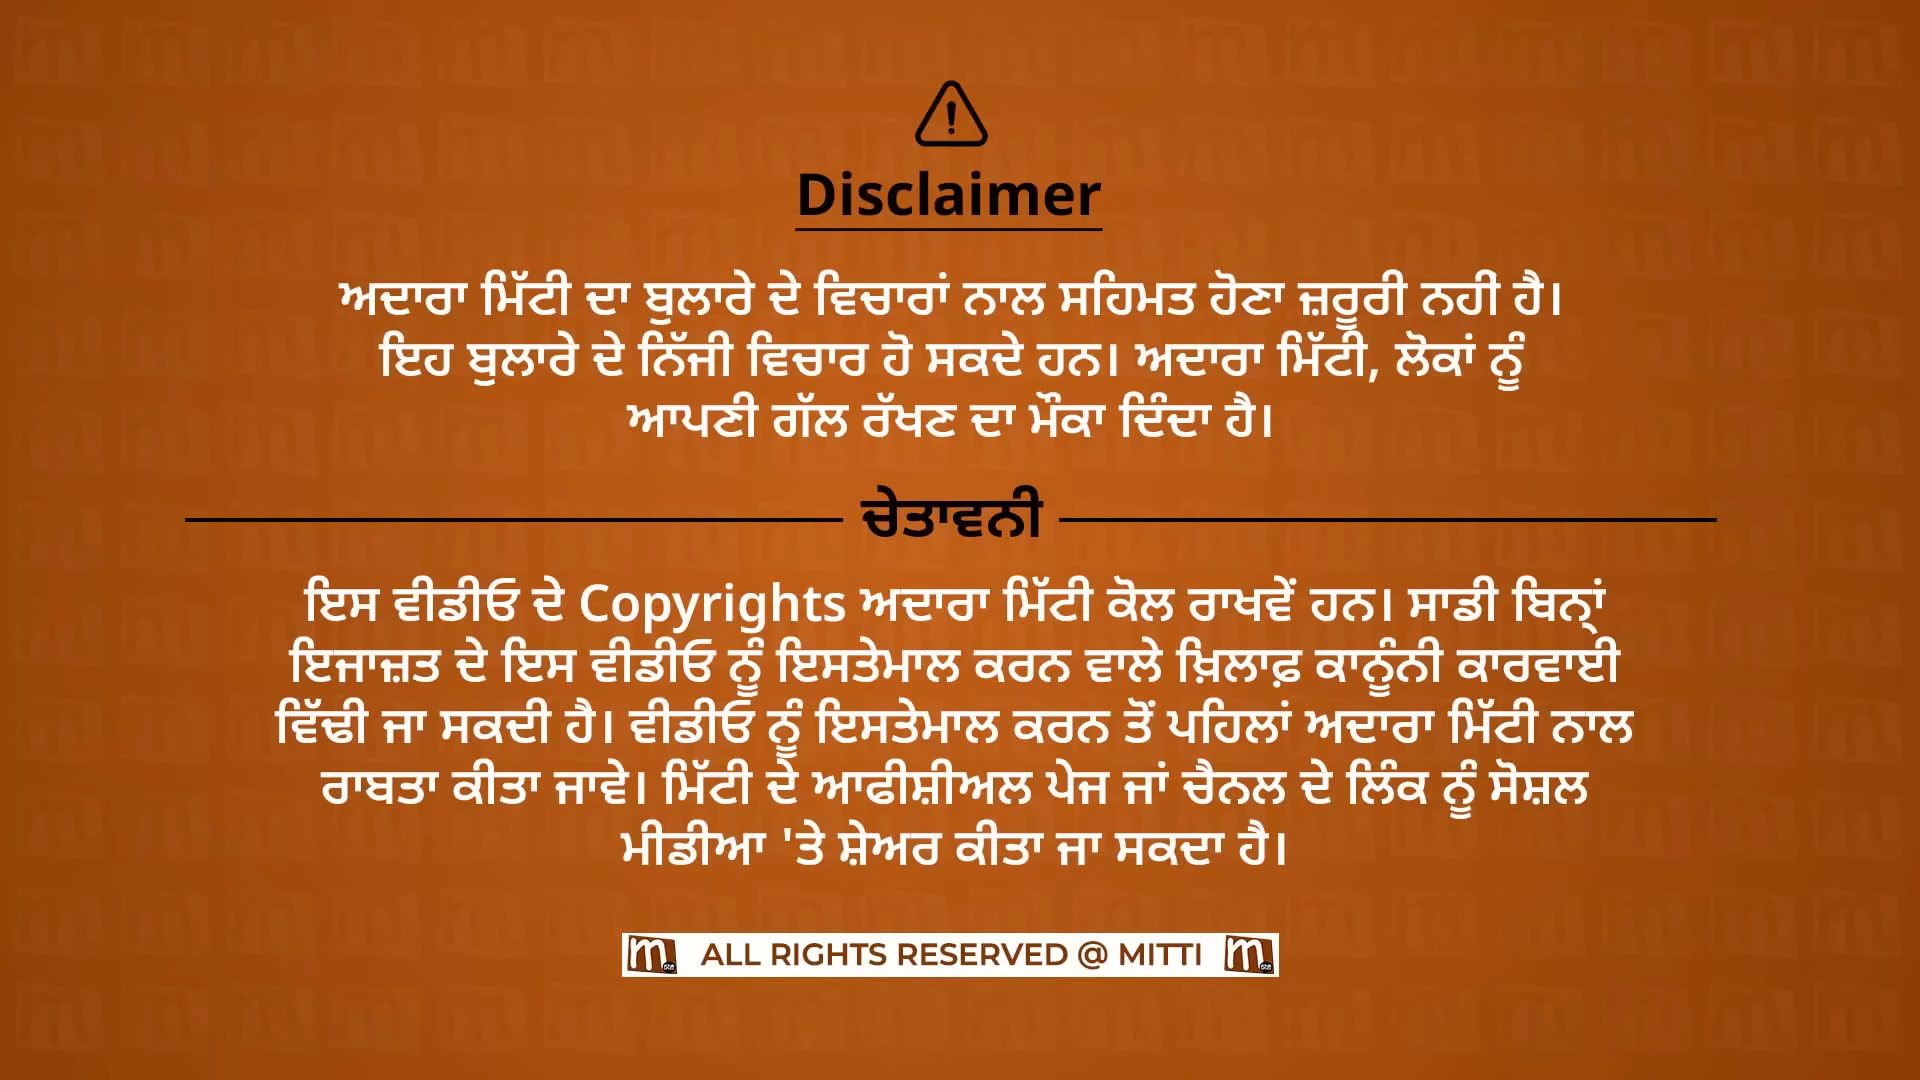 Disclaimer
ਅਦਾਰਾ ਮਿੱਟੀ ਦਾ ਬੁਲਾਰੇ ਦੇ ਵਿਚਾਰਾਂ ਨਾਲ ਸਹਿਮਤ ਹੋਣਾ ਜ਼ਰੂਰੀ ਨਹੀਂ ਹੈ।
ਇਹ ਬੁਲਾਰੇ ਦੇ ਨਿੱਜੀ ਵਿਚਾਰ ਹੋ ਸਕਦੇ ਹਨ। ਅਦਾਰਾ ਮਿੱਟੀ, ਲੋਕਾਂ ਨੂੰ
ਆਪਣੀ ਗੱਲ ਰੱਖਣ ਦਾ ਮੌਕਾ ਦਿੰਦਾ ਹੈ।
ਚੇਤਾਵਨੀ
ਇਸ ਵੀਡੀਓ ਦੇ Copyrights ਅਦਾਰਾ ਮਿੱਟੀ ਕੋਲ ਰਾਖਵੇਂ ਹਨ। ਸਾਡੀ ਬਿਨ੍ਹਾਂ
ਇਜਾਜ਼ਤ ਦੇ ਇਸ ਵੀਡੀਓ ਨੂੰ ਇਸਤੇਮਾਲ ਕਰਨ ਵਾਲੇ ਖ਼ਿਲਾਫ਼ ਕਾਨੂੰਨੀ ਕਾਰਵਾਈ
ਵਿੱਢੀ ਜਾ ਸਕਦੀ ਹੈ। ਵੀਡੀਓ ਨੂੰ ਇਸਤੇਮਾਲ ਕਰਨ ਤੋਂ ਪਹਿਲਾਂ ਅਦਾਰਾ ਮਿੱਟੀ ਨਾਲ
ਰਾਬਤਾ ਕੀਤਾ ਜਾਵੇ। ਮਿੱਟੀ ਦੇ ਆਫੀਸ਼ੀਅਲ ਪੇਜ ਜਾਂ ਚੈਨਲ ਦੇ ਲਿੰਕ ਨੂੰ ਸੋਸ਼ਲ
ਮੀਡੀਆ 'ਤੇ ਸ਼ੇਅਰ ਕੀਤਾ ਜਾ ਸਕਦਾ ਹੈ।
m ALL RIGHTS RESERVED @ MITTI m